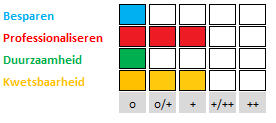 Besparen
Professionaliseren
Duurzaamheid
Kwetsbaarheid
o o/+ + +/++ ++